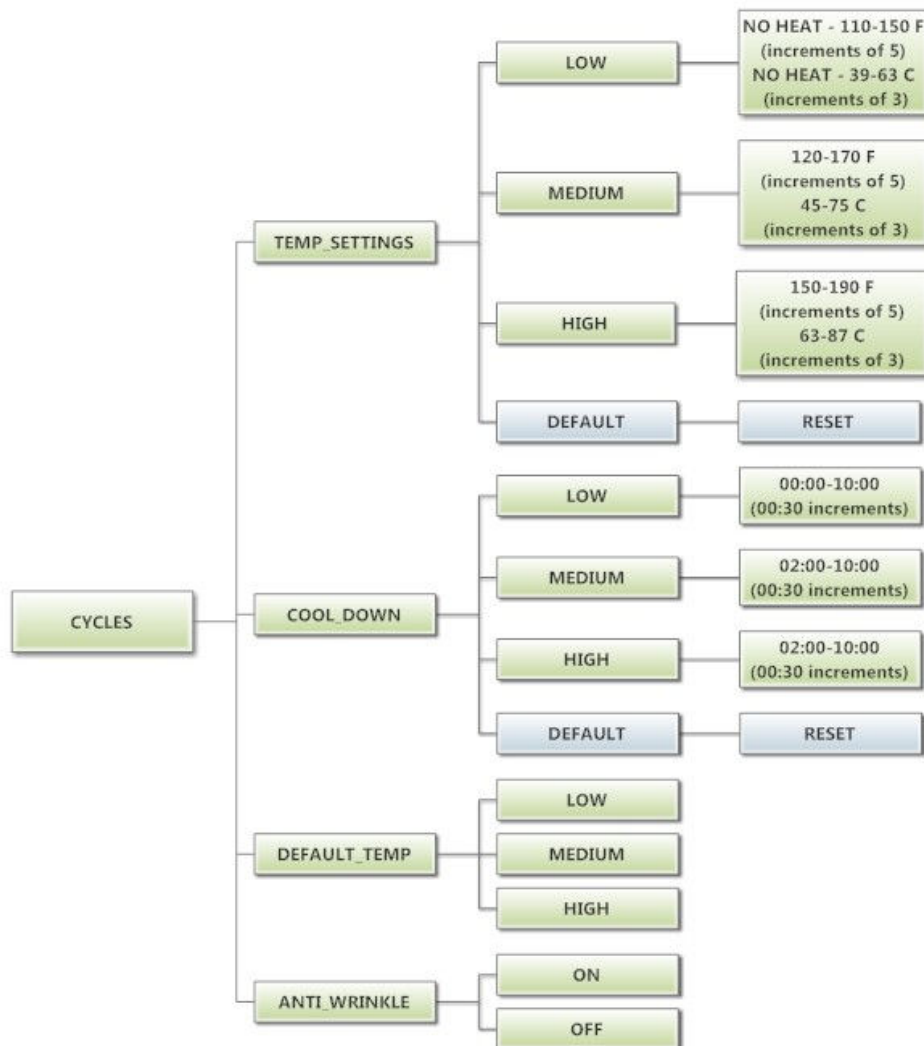 CYCLES
TEMP_SETTINGS
LOW
NO HEAT - 110-150 F
(increments of 5)
NO HEAT - 39-63 C
(increments of 3)
MEDIUM
120-170 F
(increments of 5)
45-75 C
(increments of 3)
HIGH
150-190 F
(increments of 5)
63-87 C
(increments of 3)
DEFAULT
RESET
COOL_DOWN
LOW
00:00-10:00
(00:30 increments)
MEDIUM
02:00-10:00
(00:30 increments)
HIGH
02:00-10:00
(00:30 increments)
DEFAULT
RESET
DEFAULT_TEMP
LOW
MEDIUM
HIGH
ANTI_WRINKLE
ON
OFF